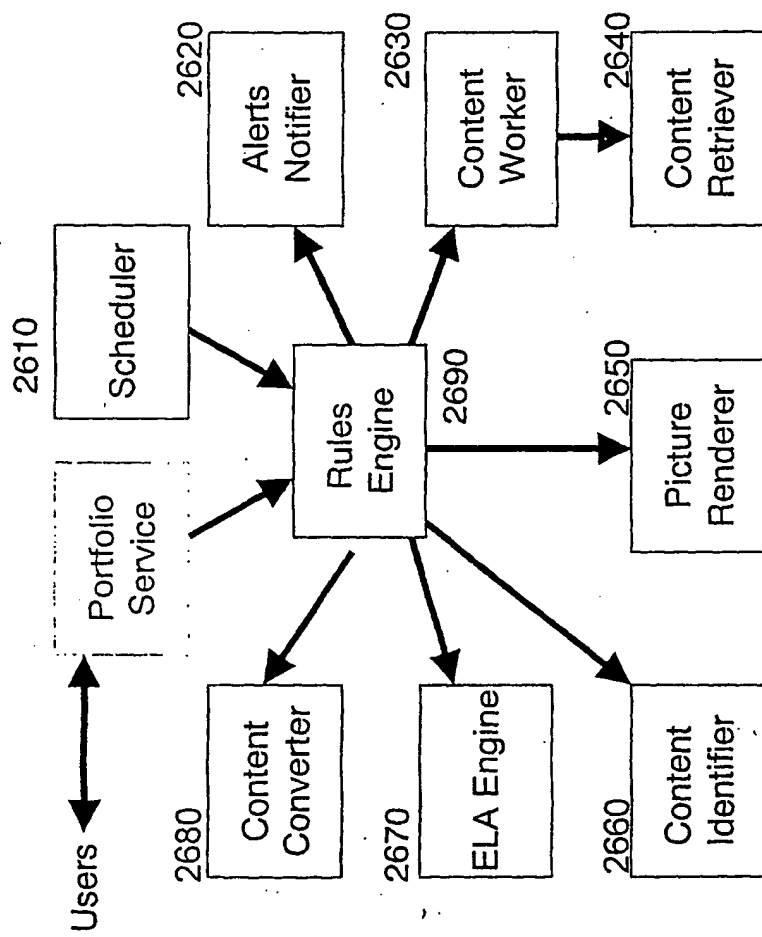 Users
Portfolio
Service
2610
Scheduler
2680
Content
Converter
Rules
Engine
2690
2620
Alerts
Notifier
2670
ELA Engine
2630
Content
Worker
2660
Content
Identifier
2650
Picture
Renderer
2640
Content
Retriever